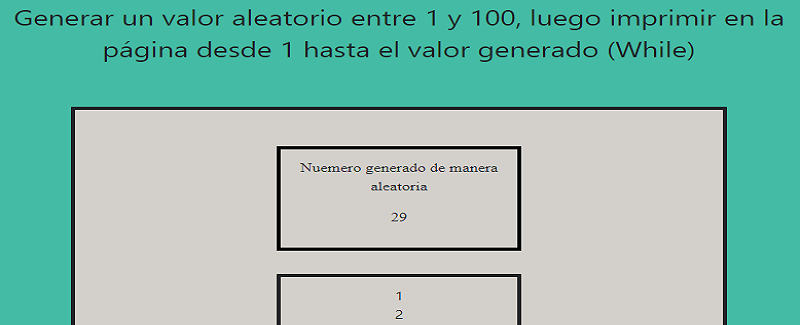 Generar un valor aleatorio entre 1 y 100, luego imprimir en la
página desde 1 hasta el valor generado (While)
Nuemero generado de manera
aleatoria
29
1
2